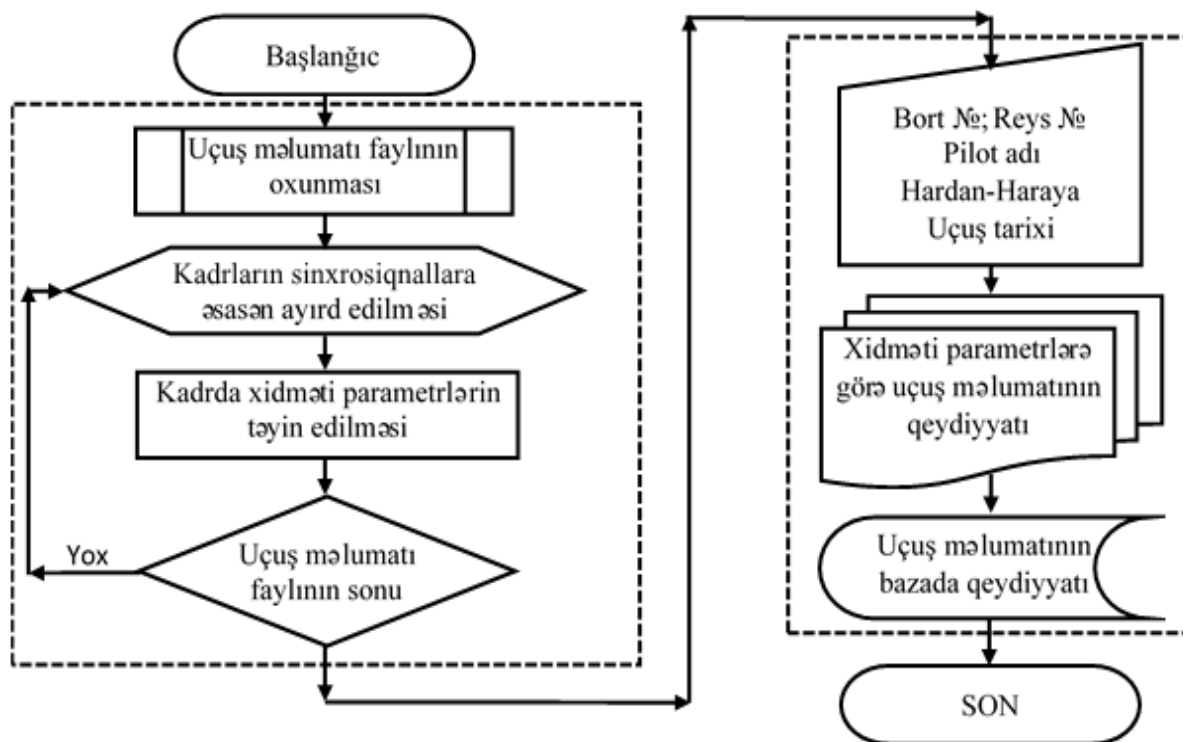 Başlanğıc
Uçuş məlumatı faylının
oxunması
Kadrların sinxrosiqnallara
əsasən ayırd edilməsi
Kadrda xidməti parametrlərin
təyin edilməsi
Uçuş məlumatı
faylının sonu
Yox
Bort №; Reys №
Pilot adı
Hardan-Haraya
Uçuş tarixi
Xidməti parametrlərə
görə uçuş məlumatının
qeydiyyatı
Uçuş məlumatının
bazada qeydiyyatı
SON